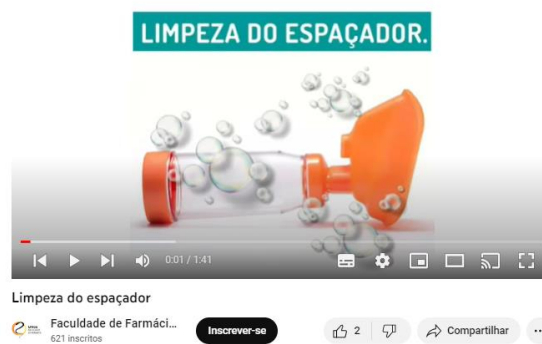 LIMPEZA DO ESPAÇADOR.
0:01 / 1:41
Limpeza do espaçador
Faculdade de Farmáci...
621 inscritos
Inscrever-se
2
Compartilhar